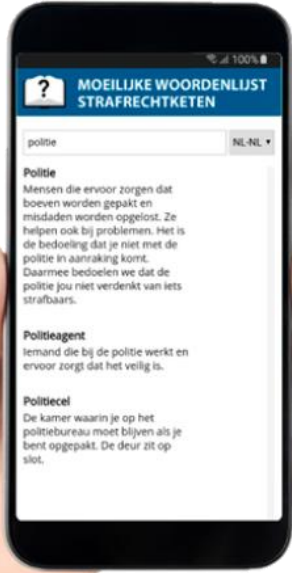 100%
?
MOEILIJKE WOORDENLIJST
STRAFRECHTKETEN
politie
NL-NL
Politie
Mensen die ervoor zorgen dat
boeven worden gepakt en
misdaden worden opgelost. Ze
helpen ook bij problemen. Het is
de bedoeling dat je niet met de
politie in aanraking komt.
Daarmee bedoelen we dat de
politie jou niet verdenkt van iets
strafbaars.
Politieagent
Iemand die bij de politie werkt en
ervoor zorgt dat het veilig is.
Politiecel
De kamer waarin je op het
politiebureau moet blijven als je
bent opgepakt. De deur zit op
slot.